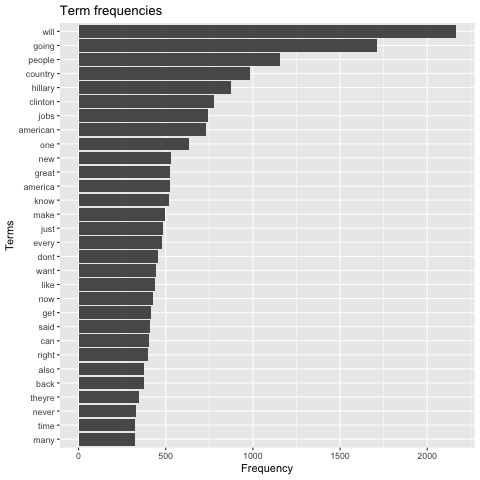 Term frequencies
will
going
people
country
hillary
clinton
jobs
american
one
new
great
america
know
make
just
every
dont
want
like
now
get
said
can
right
also
back
theyre
never
time
many
Terms
0 500 1000 1500 2000
Frequency